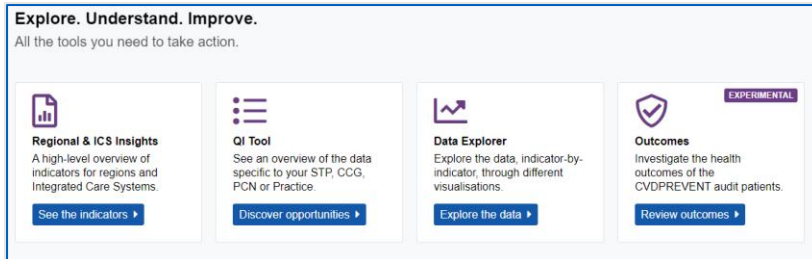 Explore. Understand. Improve.
All the tools you need to take action.
Regional & ICS Insights
A high-level overview of
indicators for regions and
Integrated Care Systems.
See the indicators
QI Tool
See an overview of the data
specific to your STP, CCG,
PCN or Practice.
Discover opportunities
Data Explorer
Explore the data, indicator-by-
indicator, through different
visualisations.
Explore the data
EXPERIMENTAL
Outcomes
Investigate the health
outcomes of the
CVDPREVENT audit patients.
Review outcomes